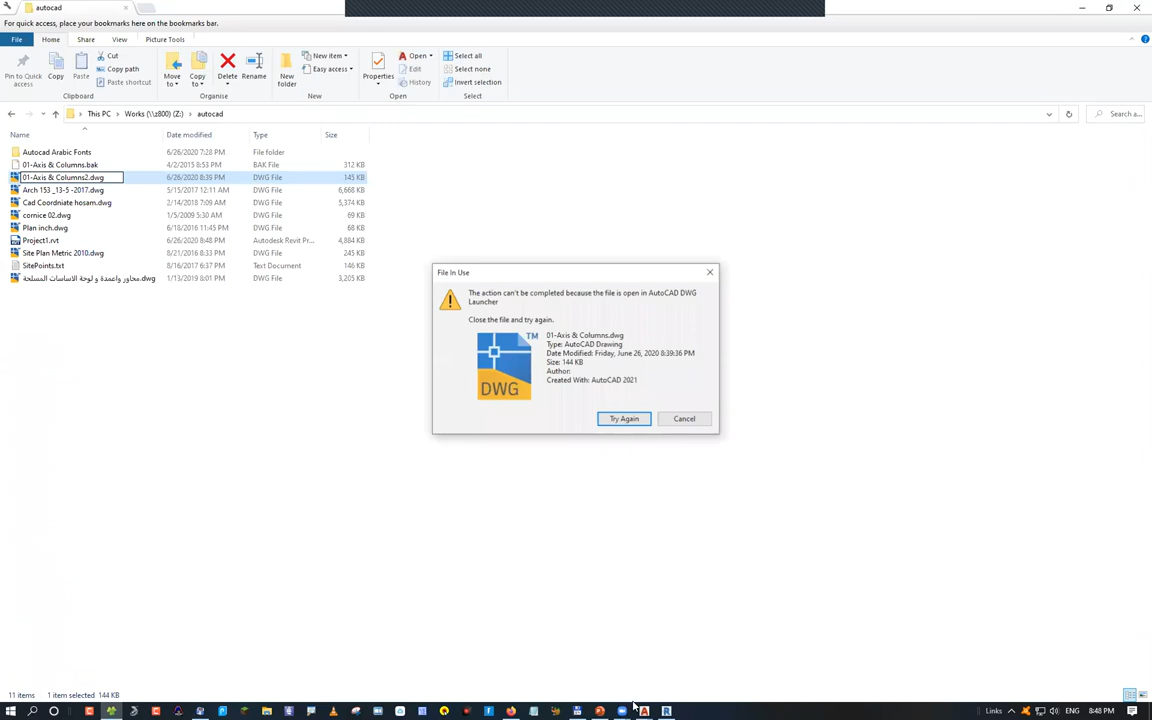 autocad
For quick access, place your bookmarks here on the bookmarks bar.
File Home Share View Picture Tools
Pin to Quick access
Copy
Paste
Cut
Copy path
Paste shortcut
Move to
Copy to
Delete
Rename
New folder
New item
Easy access
Properties
Open
Edit
History
Select all
Select none
Invert selection
Clipboard Organise New Open Select
This PC Works (\\z800) (Z:) autocad
Search a...
Name Date modified Type Size
Autocad Arabic Fonts 6/26/2020 7:28 PM File folder
01-Axis & Columns.bak 4/2/2015 8:53 PM BAK File 312 KB
01-Axis & Columns2.dwg 6/26/2020 8:39 PM DWG File 145 KB
Arch 153 _13-5 -2017.dwg 5/15/2017 12:11 AM DWG File 6,668 KB
Cad Coordniate hosam.dwg 2/14/2018 7:09 AM DWG File 5,374 KB
cornice 02.dwg 1/5/2009 5:30 AM DWG File 69 KB
Plan inch.dwg 6/18/2016 11:45 PM DWG File 68 KB
Project1.rvt 6/26/2020 8:48 PM Autodesk Revit Pr... 4,884 KB
Site Plan Metric 2010.dwg 8/21/2016 8:33 PM DWG File 245 KB
SitePoints.txt 8/16/2017 6:37 PM Text Document 146 KB
محاور واعمدة و لوحة الاساسات المسلحة.dwg 1/13/2019 8:01 PM DWG File 3,205 KB
File In Use
The action can't be completed because the file is open in AutoCAD DWG
Launcher
Close the file and try again.
TM
DWG
01-Axis & Columns.dwg
Type: AutoCAD Drawing
Date Modified: Friday, June 26, 2020 8:39:36 PM
Size: 144 KB
Author:
Created With: AutoCAD 2021
Try Again Cancel
11 items 1 item selected 144 KB
Links ENG 8:48 PM